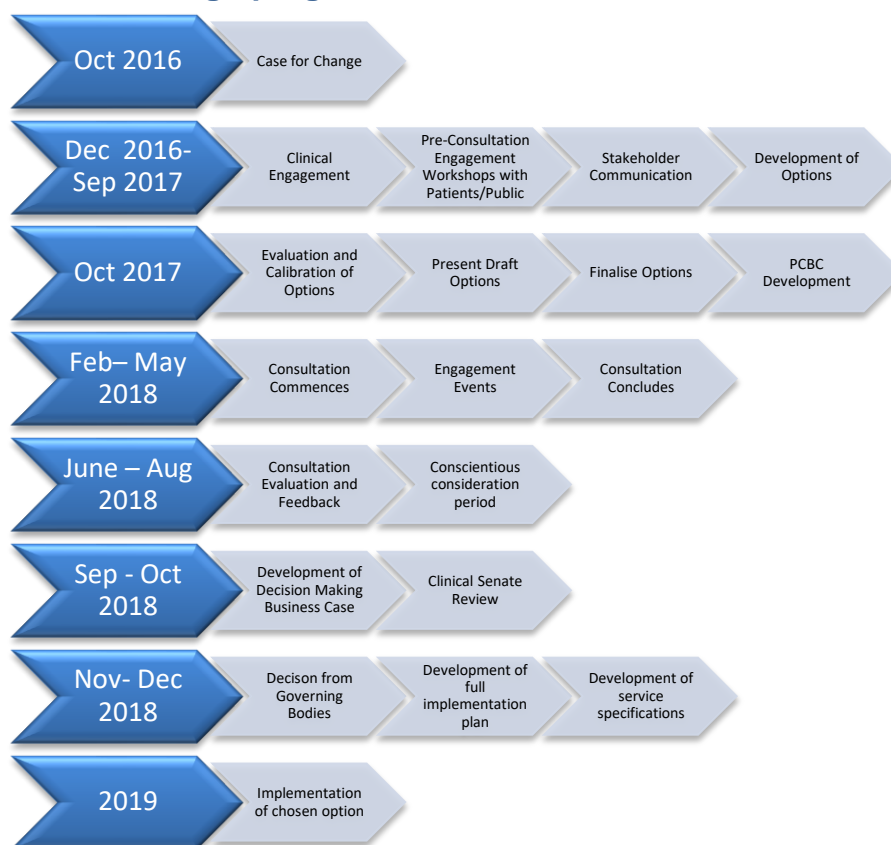 Oct 2016
Case for Change
Dec 2016-
Sep 2017
Clinical
Engagement
Pre-Consultation
Engagement
Workshops with
Patients/Public
Stakeholder
Communication
Development of
Options
Oct 2017
Evaluation and
Calibration of
Options
Present Draft
Options
Finalise Options
PCBC
Development
Feb– May
2018
Consultation
Commences
Engagement
Events
Consultation
Concludes
June – Aug
2018
Consultation
Evaluation and
Feedback
Conscientious
consideration
period
Sep - Oct
2018
Development of
Decision Making
Business Case
Clinical Senate
Review
Nov- Dec
2018
Decison from
Governing
Bodies
Development of
full
implementation
plan
Development of
service
specifications
2019
Implementation
of chosen option